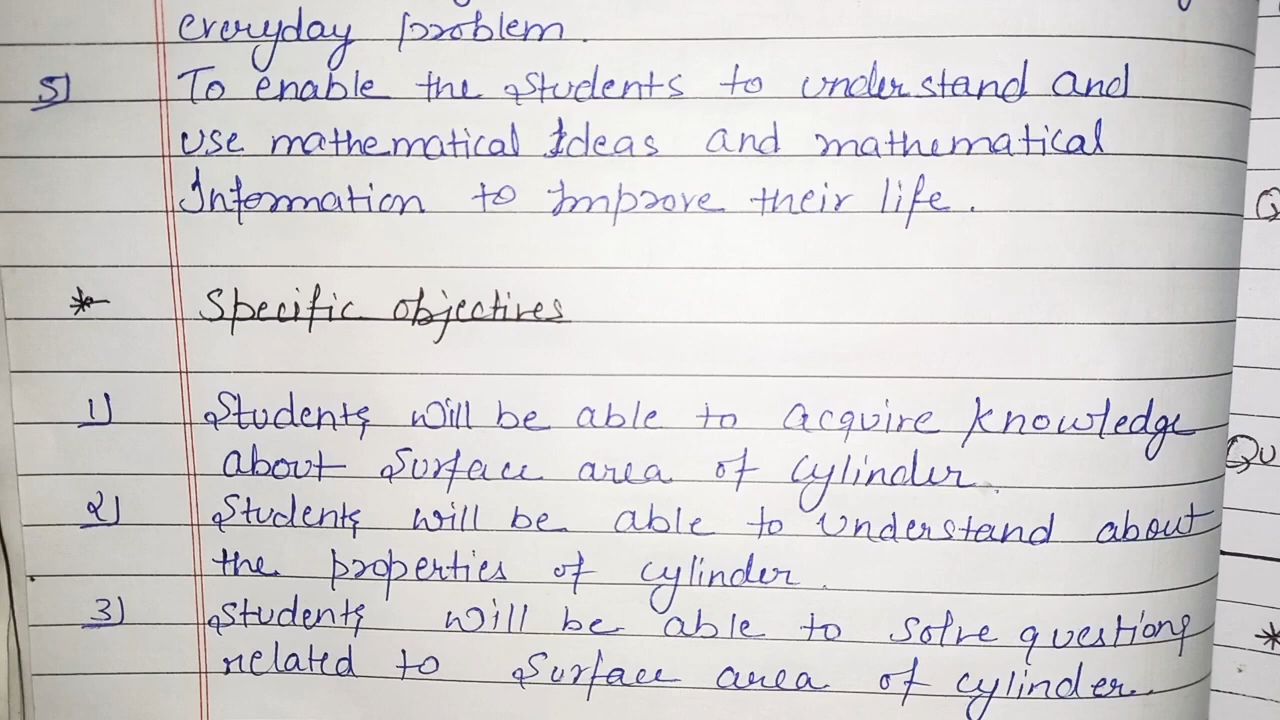 everyday problem.
5) To enable the students to understand and
use mathematical Ideas and mathematical
Information to Improve their life.
* Specific objectives
1) Students will be able to acquire knowledge
about surface area of cylinder.
2) Students will be able to understand about
the properties of cylinder.
3) Students will be able to solve questions
related to surface area of cylinder.
Q
Qu
*